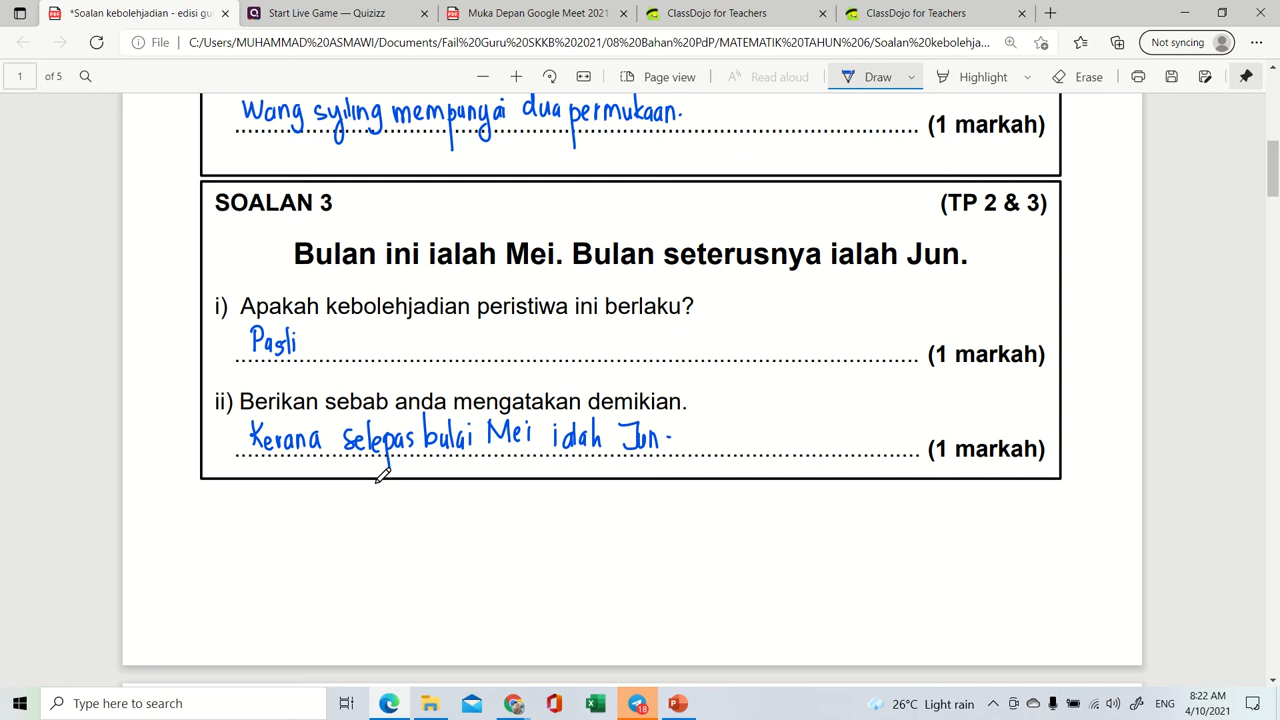 *Soalan kebolehjadian - edisi gu
Start Live Game — Quizizz
Muka Depan Google Meet 2021
ClassDojo for Teachers
ClassDojo for Teachers
File
C:/Users/MUHAMMAD%20ASMAWI/Documents/Fail%20Guru%20SKKB%202021/08%20Bahan%20PdP/MATEMATIK%20TAHUN%206/Soalan%20kebolehja...
Not syncing
1 of 5
Page view
Read aloud
Draw
Highlight
Erase
Wang syiling mempunyai dua permukaan.
(1 markah)
SOALAN 3 (TP 2 & 3)
Bulan ini ialah Mei. Bulan seterusnya ialah Jun.
i) Apakah kebolehjadian peristiwa ini berlaku?
Pasti
(1 markah)
ii) Berikan sebab anda mengatakan demikian.
Kerana selepas bulai Mei ialah Jun.
(1 markah)
Type here to search
18
26°C Light rain
ENG
8:22 AM
4/10/2021